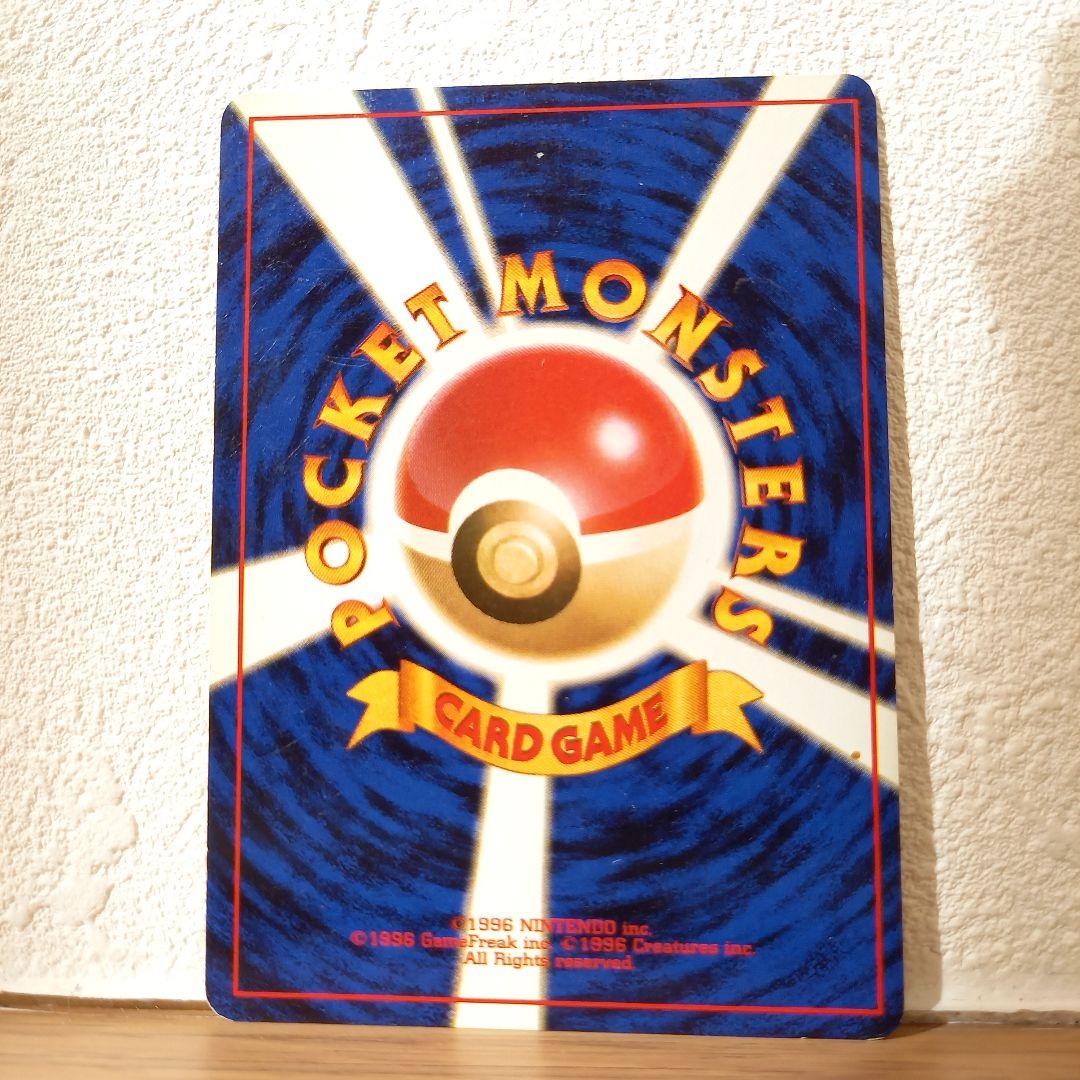 POCKET MONSTERS
CARD GAME
©1996 NINTENDO inc.
©1996 GameFreak inc. ©1996 Creatures inc.
All Rights reserved.